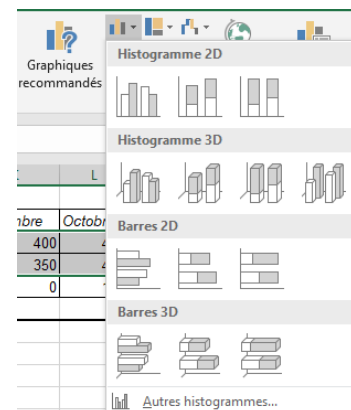 Graphiques
recommandés
Histogramme 2D
Histogramme 3D
L
Octobr
400
350
0
Barres 2D
Barres 3D
Autres histogrammes...